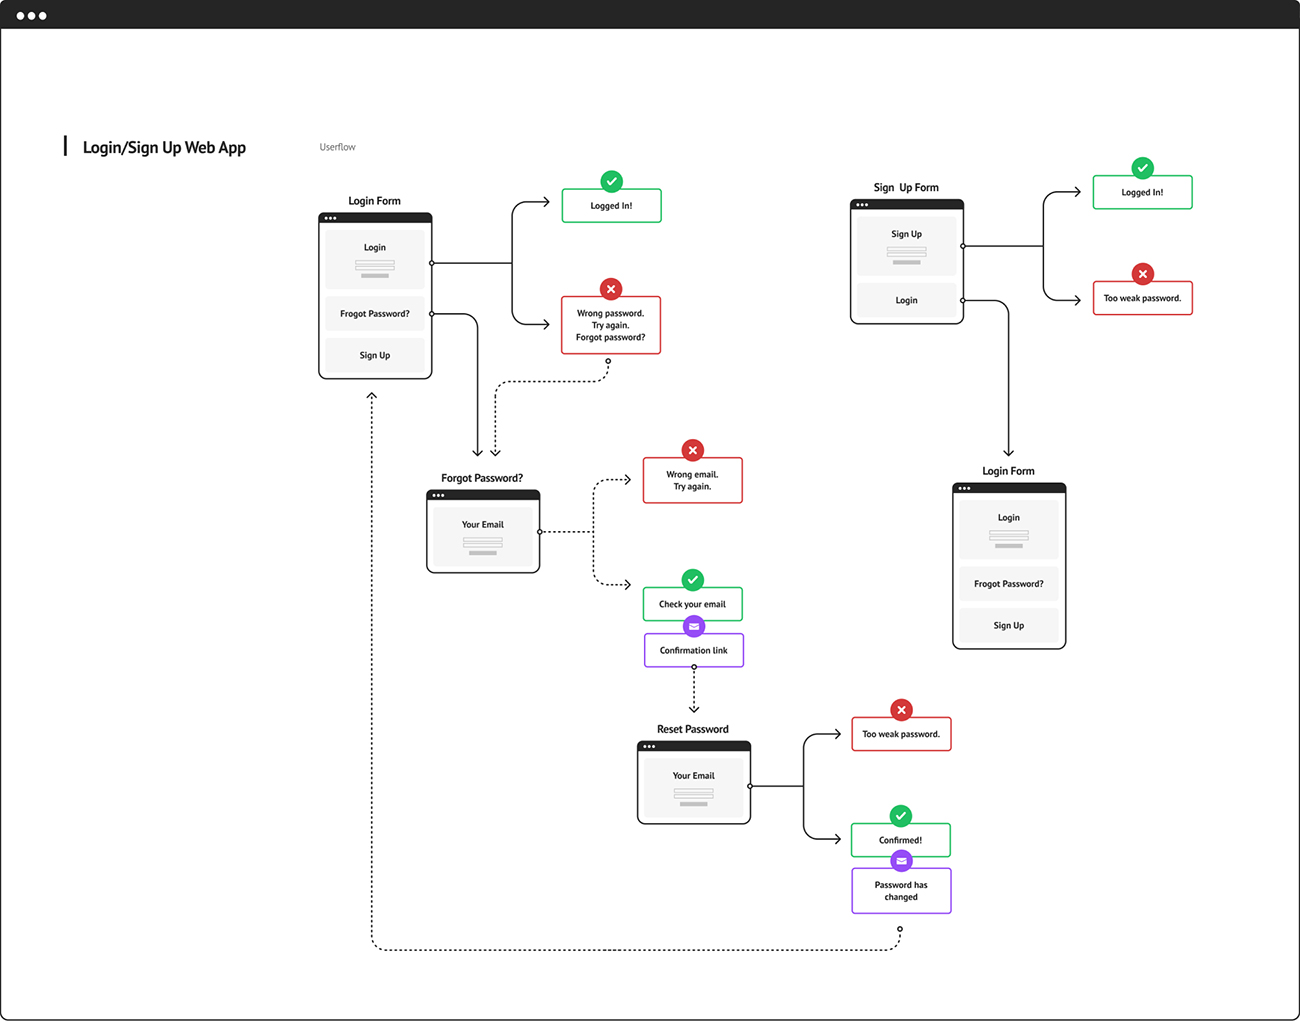 Login/Sign Up Web App
Userflow
Login Form
Login
Frogot Password?
Sign Up
Logged In!
Wrong password.
Try again.
Forgot password?
Forgot Password?
Your Email
Wrong email.
Try again.
Check your email
Confirmation link
Reset Password
Your Email
Too weak password.
Confirmed!
Password has
changed
Sign Up Form
Sign Up
Login
Logged In!
Too weak password.
Login Form
Login
Frogot Password?
Sign Up